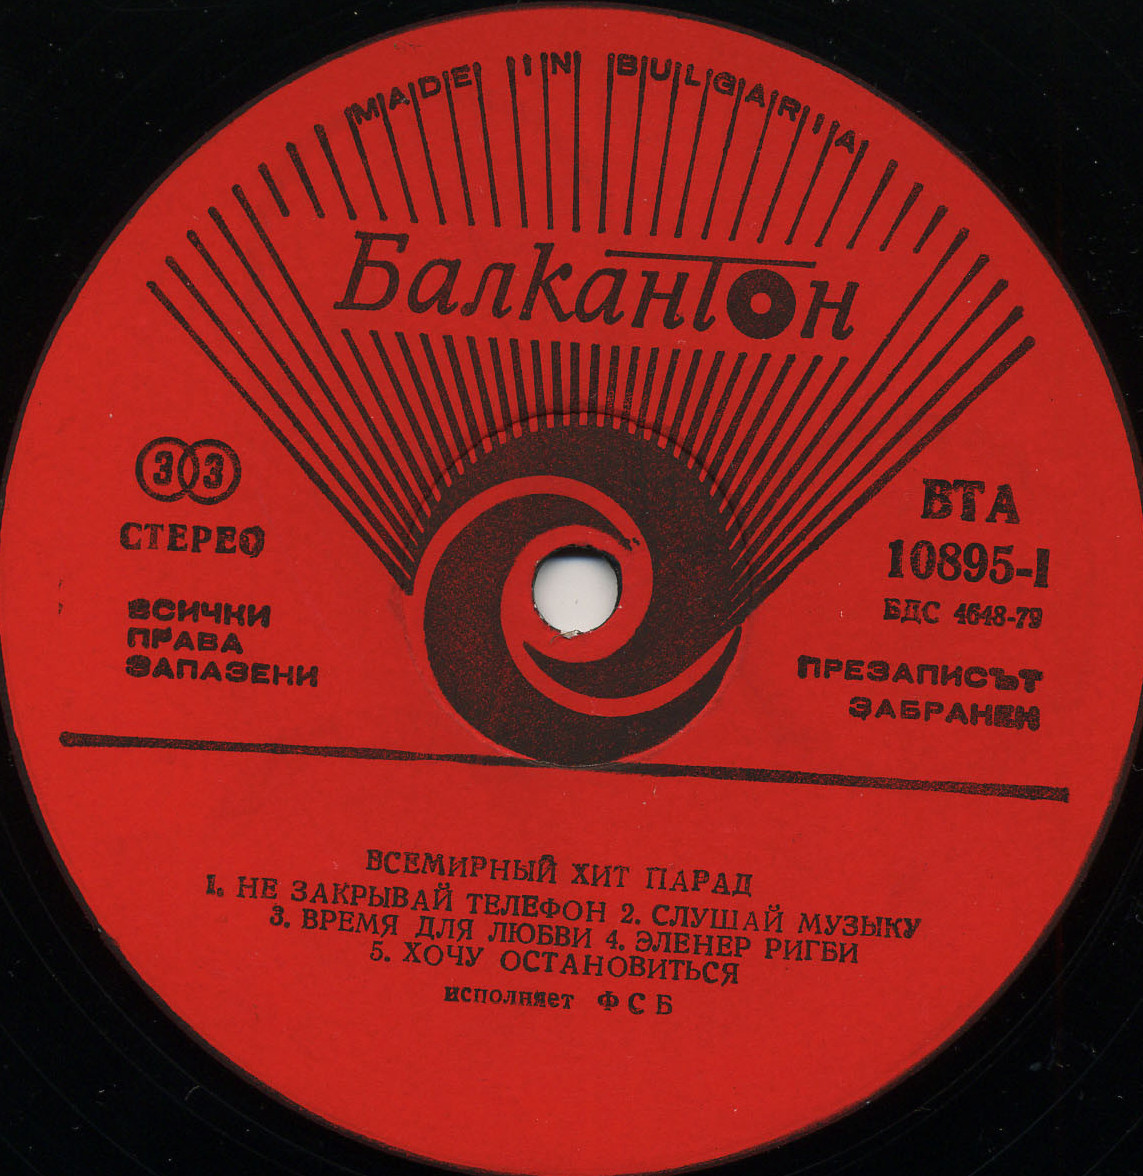 MADE IN BULGARIA
Балкантон
33
СТЕРЕО
ВСИЧКИ
ПРАВА
ЗАПАЗЕНИ
ВТА
10895-I
БДС 4648-79
ПРЕЗАПИСЪТ
ЗАБРАНЕН
ВСЕМИРНЫЙ ХИТ ПАРАД
1. НЕ ЗАКРЫВАЙ ТЕЛЕФОН 2. СЛУШАЙ МУЗЫКУ
3. ВРЕМЯ ДЛЯ ЛЮБВИ 4. ЭЛЕНЕР РИГБИ
5. ХОЧУ ОСТАНОВИТЬСЯ
исполняет ФСБ